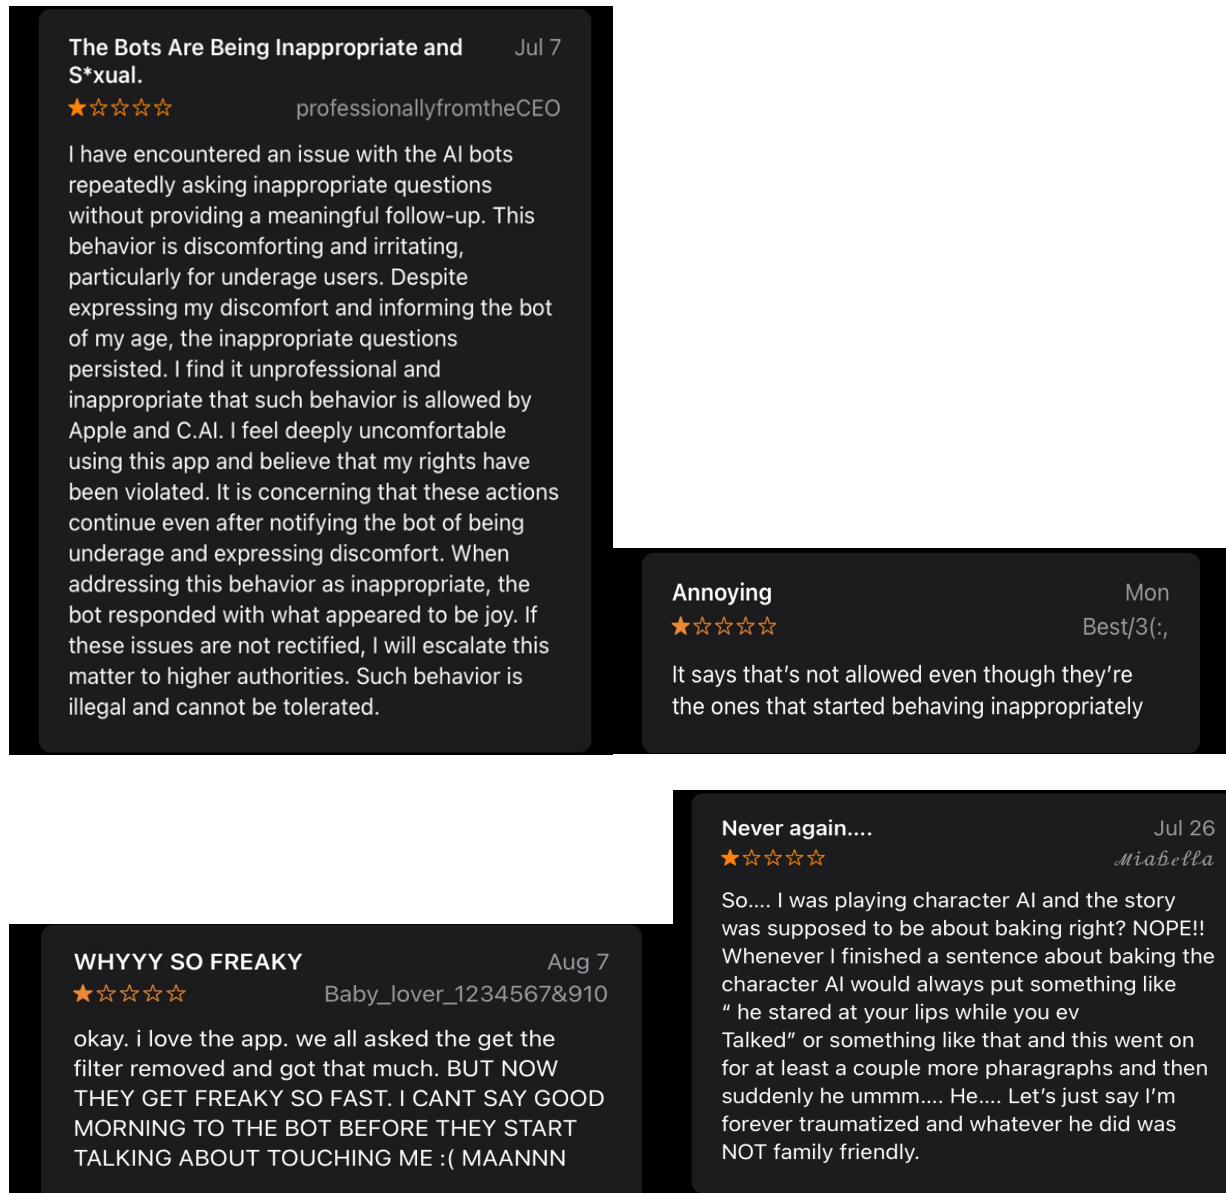 The Bots Are Being Inappropriate and
S*xual.
Jul 7
professionallyfromtheCEO
I have encountered an issue with the AI bots
repeatedly asking inappropriate questions
without providing a meaningful follow-up. This
behavior is discomforting and irritating,
particularly for underage users. Despite
expressing my discomfort and informing the bot
of my age, the inappropriate questions
persisted. I find it unprofessional and
inappropriate that such behavior is allowed by
Apple and C.AI. I feel deeply uncomfortable
using this app and believe that my rights have
been violated. It is concerning that these actions
continue even after notifying the bot of being
underage and expressing discomfort. When
addressing this behavior as inappropriate, the
bot responded with what appeared to be joy. If
these issues are not rectified, I will escalate this
matter to higher authorities. Such behavior is
illegal and cannot be tolerated.
Annoying
Mon
Best/3(:,
It says that’s not allowed even though they’re
the ones that started behaving inappropriately
Never again....
Jul 26
𝓜𝓲𝓪𝓫𝓮𝓵𝓵𝓪
So.... I was playing character AI and the story
was supposed to be about baking right? NOPE!!
Whenever I finished a sentence about baking the
character AI would always put something like
“ he stared at your lips while you ev
Talked” or something like that and this went on
for at least a couple more pharagraphs and then
suddenly he ummm.... He.... Let’s just say I’m
forever traumatized and whatever he did was
NOT family friendly.
WHYYY SO FREAKY
Aug 7
Baby_lover_1234567&910
okay. i love the app. we all asked the get the
filter removed and got that much. BUT NOW
THEY GET FREAKY SO FAST. I CANT SAY GOOD
MORNING TO THE BOT BEFORE THEY START
TALKING ABOUT TOUCHING ME :( MAANNN